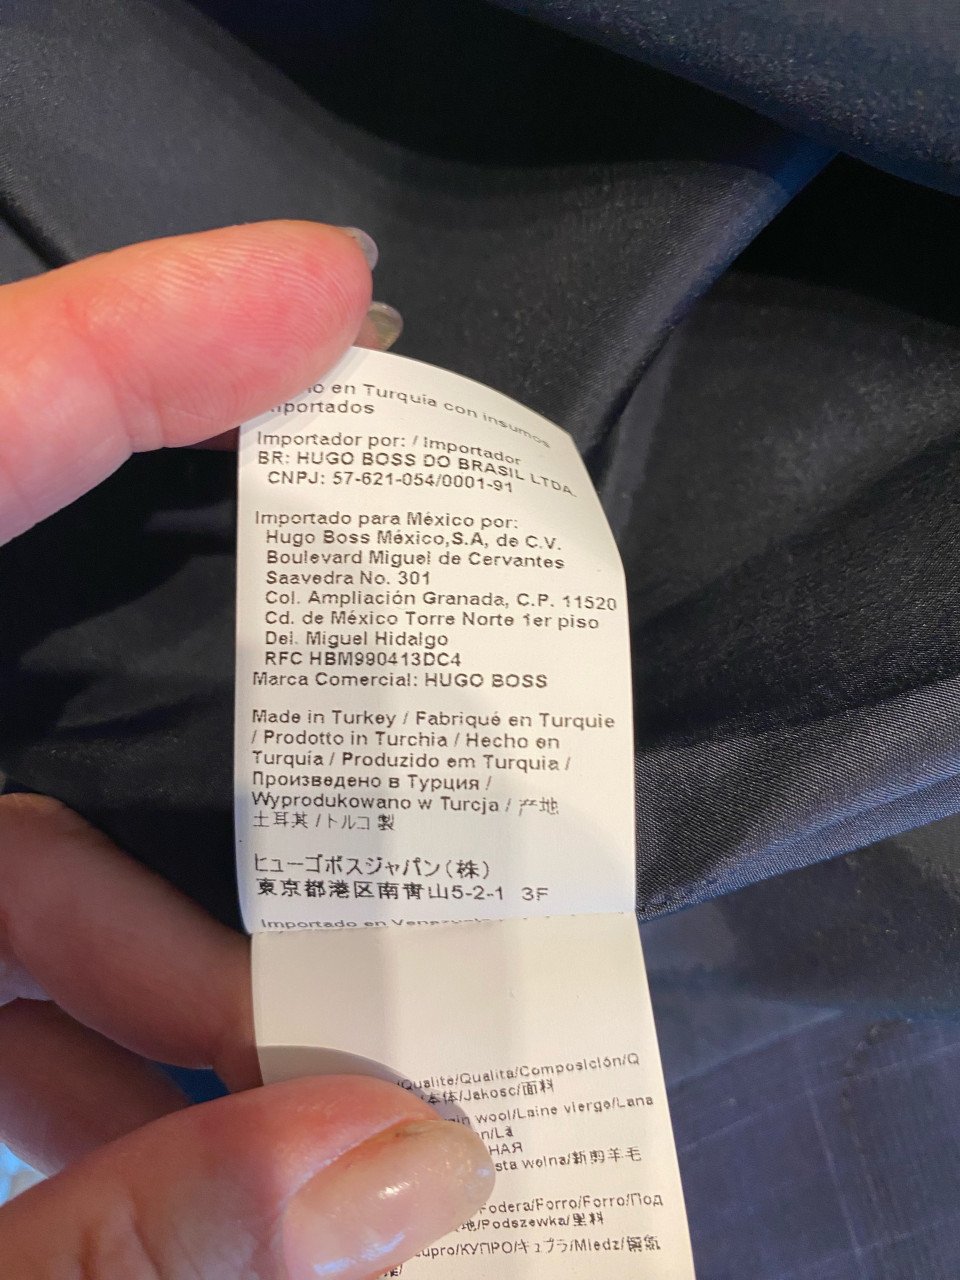 en Turquia con insumos
Importador por: / Importador
BR: HUGO BOSS DO BRASIL LTDA.
CNPJ: 57-621-054/0001-91
Importado para México por:
Hugo Boss México,S.A, de C.V.
Boulevard Miguel de Cervantes
Saavedra No. 301
Col. Ampliación Granada, C.P. 11520
Cd. de México Torre Norte 1er piso
Del. Miguel Hidalgo
RFC HBM990413DC4
Marca Comercial: HUGO BOSS
Made in Turkey / Fabriqué en Turquie
/ Prodotto in Turchia / Hecho en
Turquía / Produzido em Turquia /
Произведено в Турция /
Wyprodukowano w Turcja / 产地
土耳其 /トルコ 製
ヒューゴボスジャパン(株)
東京都港区南青山5-2-1 3F
Importado en
/Qualité/Qualita/Composición/Q
本体/Jakosc/面料
wool/Laine vierge/Lana
/Lã
wełna/新剪羊毛
/Forro/Forro/Под
/Podszewka/里料
/КУПРО/キュプラ/Miedz/